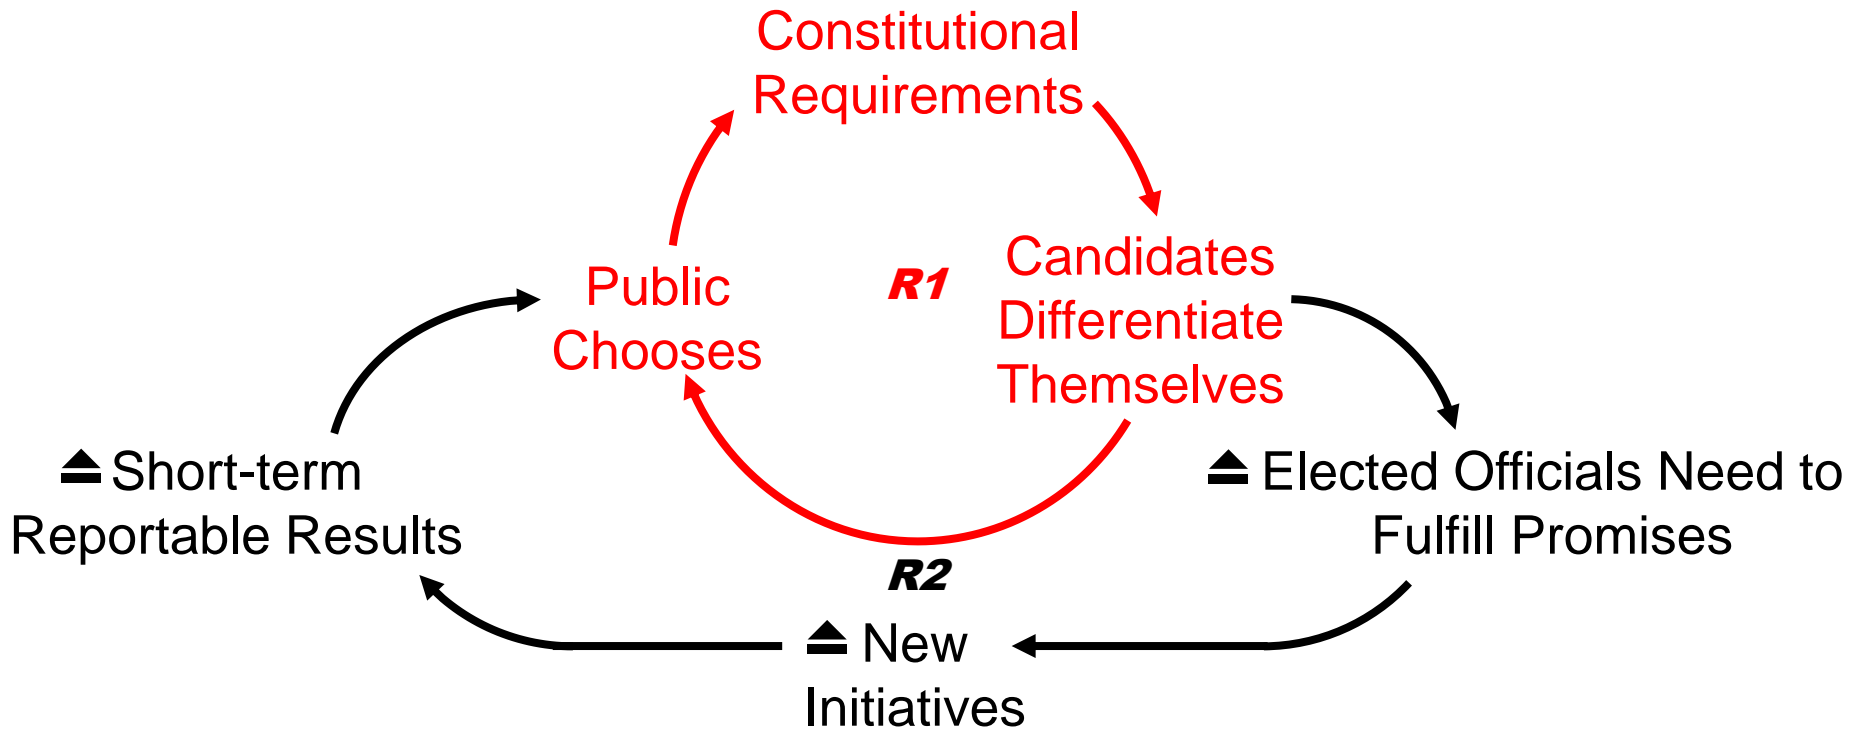 Constitutional
Requirements
Candidates
Differentiate
Themselves
R1
Public
Chooses
⏏ Elected Officials Need to
Fulfill Promises
⏏ Short-term
Reportable Results
R2
⏏ New
Initiatives